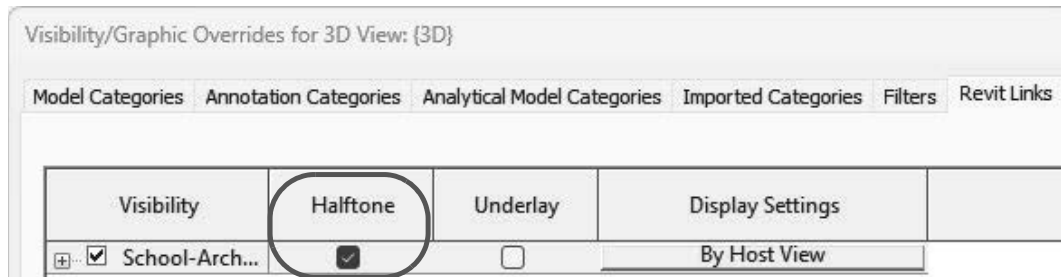 Visibility/Graphic Overrides for 3D View: {3D}
Model Categories Annotation Categories Analytical Model Categories Imported Categories Filters Revit Links
Visibility Halftone Underlay Display Settings
School-Arch... By Host View